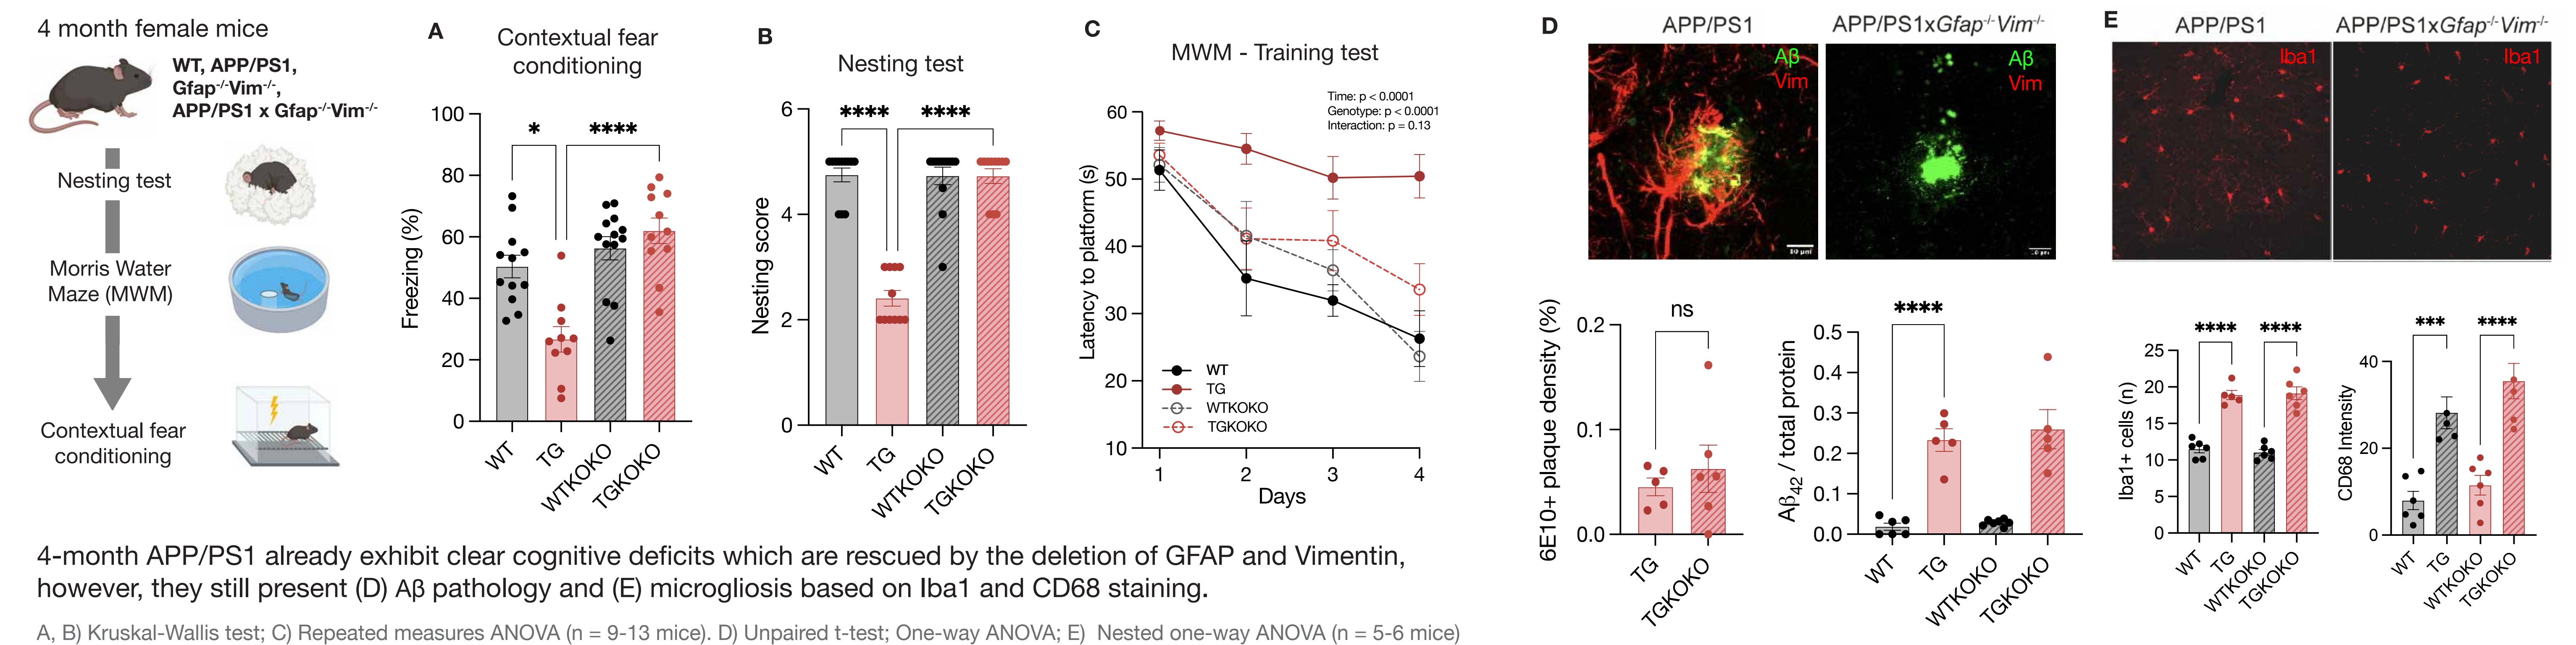 4 month female mice
WT, APP/PS1,
Gfap-/-Vim-/-,
APP/PS1 x Gfap-/-Vim-/-
Nesting test
Morris Water
Maze (MWM)
Contextual fear
conditioning
A
Contextual fear
conditioning
*
****
Freezing (%)
100
80
60
40
20
0
WT
TG
WTKOKO
TGKOKO
B
Nesting test
****
****
Nesting score
6
4
2
0
WT
TG
WTKOKO
TGKOKO
C
MWM - Training test
Time: p < 0.0001
Genotype: p < 0.0001
Interaction: p = 0.13
Latency to platform (s)
60
50
40
30
20
10
WT
TG
WTKOKO
TGKOKO
1
2
3
4
Days
D
APP/PS1
APP/PS1xGfap-/-Vim-/-
Aβ
Vim
Aβ
Vim
6E10+ plaque density (%)
ns
0.2
0.1
0.0
TG
TGKOKO
Aβ42 / total protein
****
0.5
0.4
0.3
0.2
0.1
0.0
WT
TG
WTKOKO
TGKOKO
E
APP/PS1
APP/PS1xGfap-/-Vim-/-
Iba1
Iba1
Iba1+ cells (n)
****
****
25
20
15
10
5
0
WT
TG
WTKOKO
TGKOKO
CD68 Intensity
***
****
40
20
0
WT
TG
WTKOKO
TGKOKO
4-month APP/PS1 already exhibit clear cognitive deficits which are rescued by the deletion of GFAP and Vimentin,
however, they still present (D) Aβ pathology and (E) microgliosis based on Iba1 and CD68 staining.
A, B) Kruskal-Wallis test; C) Repeated measures ANOVA (n = 9-13 mice). D) Unpaired t-test; One-way ANOVA; E) Nested one-way ANOVA (n = 5-6 mice)